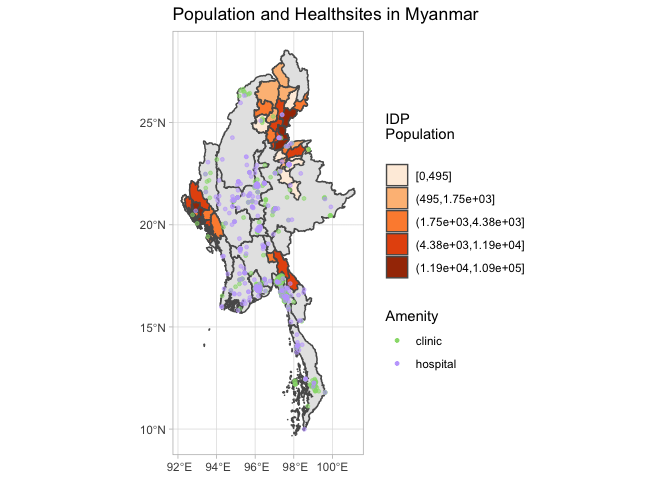 Population and Healthsites in Myanmar
25°N
20°N
15°N
10°N
92°E 94°E 96°E 98°E 100°E
IDP
Population
[0,495]
(495,1.75e+03]
(1.75e+03,4.38e+03]
(4.38e+03,1.19e+04]
(1.19e+04,1.09e+05]
Amenity
clinic
hospital